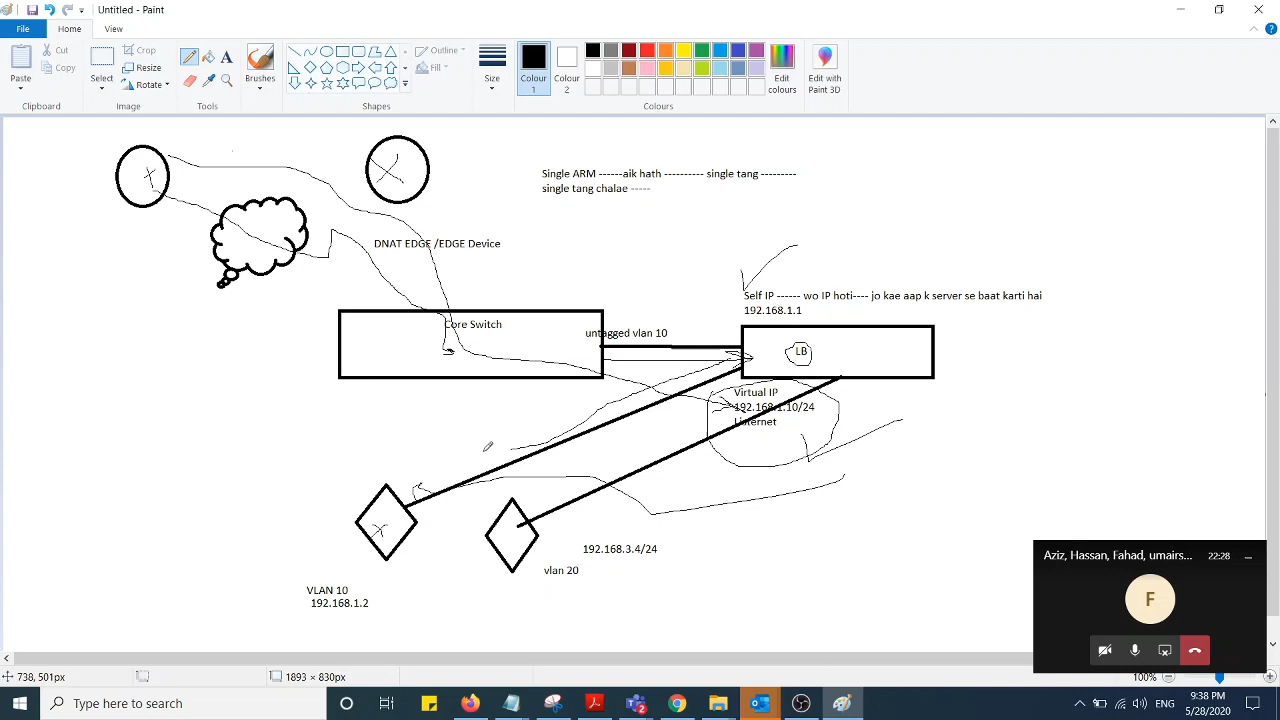 Untitled - Paint
File
Home
View
Paste
Cut
Copy
Clipboard
Select
Crop
Resize
Rotate
Image
Tools
Brushes
Shapes
Outline
Fill
Size
Colour 1
Colour 2
Colours
Edit colours
Edit with Paint 3D
Single ARM ------aik hath ---------- single tang --------
single tang chalae -----
DNAT EDGE /EDGE Device
Self IP ------ wo IP hoti---- jo kae aap k server se baat karti hai
192.168.1.1
Core Switch
untagged vlan 10
LB
Virtual IP
192.168.1.10/24
Listernet
192.168.3.4/24
vlan 20
VLAN 10
192.168.1.2
Aziz, Hassan, Fahad, umairs...
22:28
F
738, 501px
1893 × 830px
100%
Type here to search
9:38 PM
5/28/2020